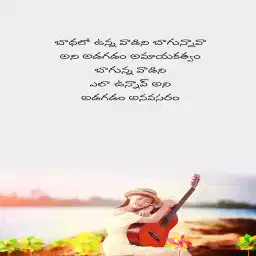 బాధలో ఉన్న వాడిని బాగున్నావా
అని అడగడం అమాయకత్వం
బాగున్న వాడిని
ఎలా ఉన్నావ్ అని
అడగడం అనవసరం